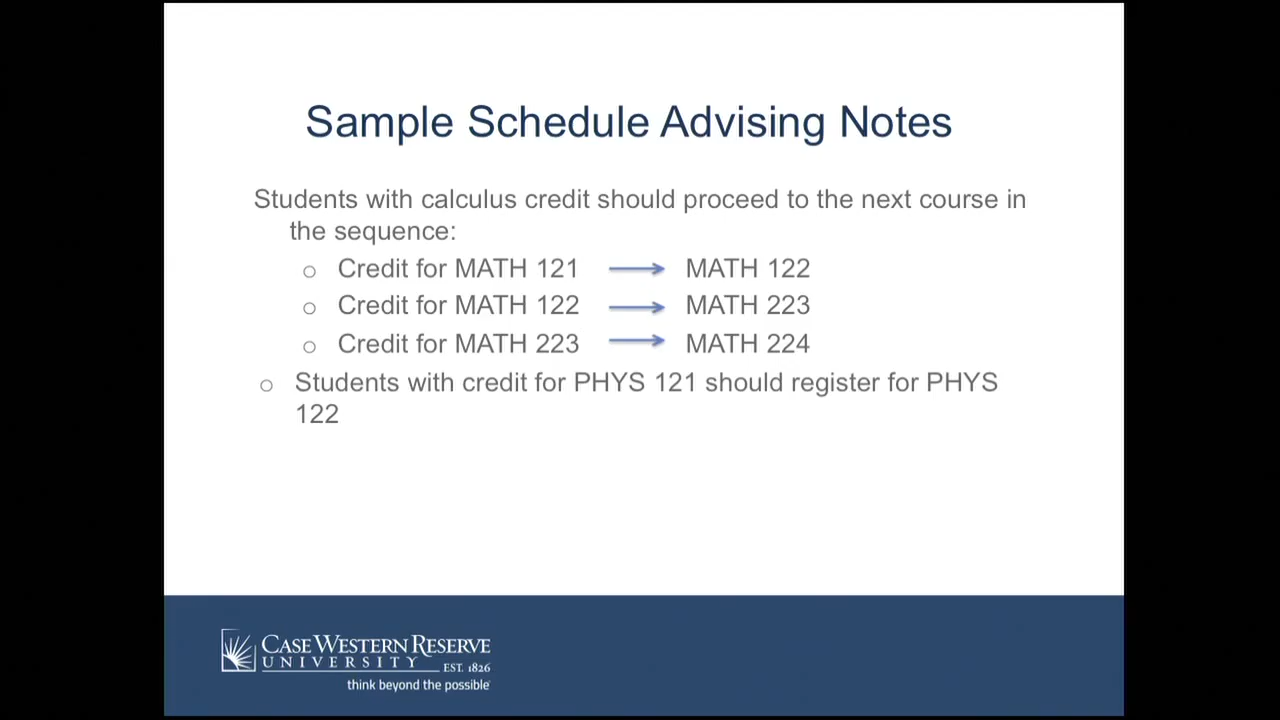 Sample Schedule Advising Notes
Students with calculus credit should proceed to the next course in
the sequence:
o Credit for MATH 121 → MATH 122
o Credit for MATH 122 → MATH 223
o Credit for MATH 223 → MATH 224
o Students with credit for PHYS 121 should register for PHYS
122
CASE WESTERN RESERVE
UNIVERSITY EST. 1826
think beyond the possible